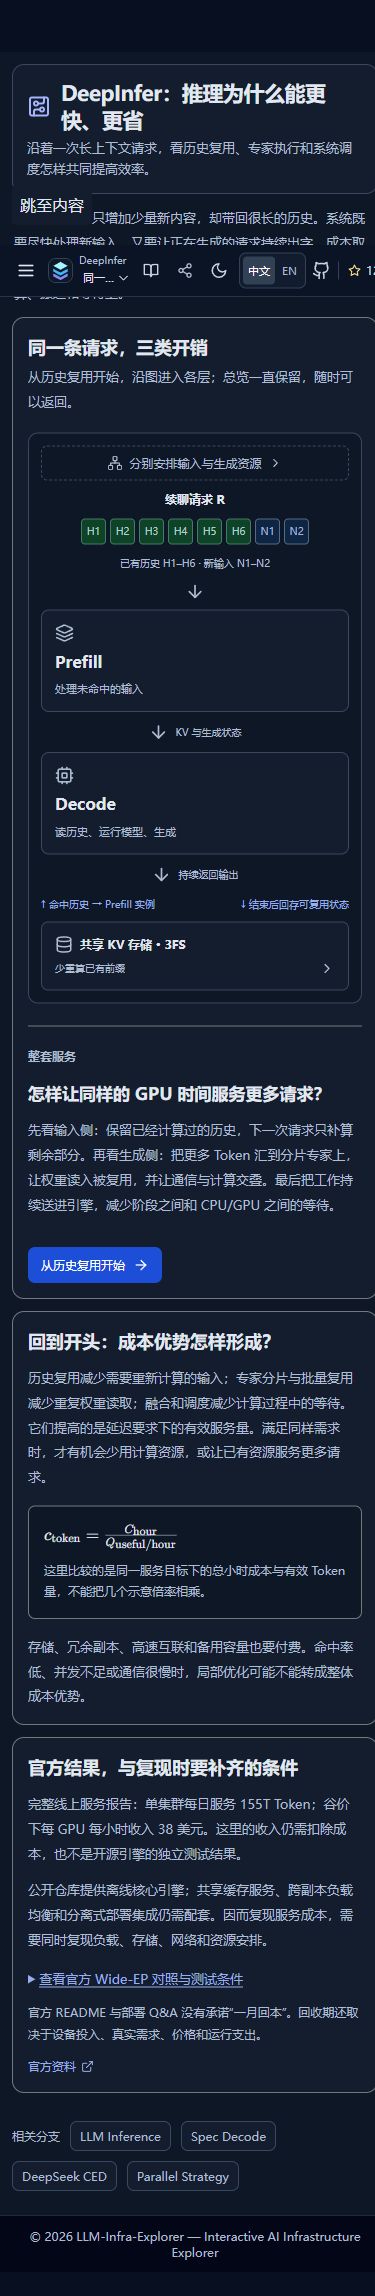 DeepInfer：推理为什么能更
快、更省
沿着一次长上下文请求，看历史复用、专家执行和系统调
度怎样共同提高效率。
跳至内容
只增加少量新内容，却带回很长的历史。系统既
要尽快处理新输入，又要让正在生成的请求持续出字，成本取
DeepInfer
同一...
中文
EN
同一条请求，三类开销
从历史复用开始，沿图进入各层；总览一直保留，随时可
以返回。
分别安排输入与生成资源
续聊请求 R
H1 H2 H3 H4 H5 H6 N1 N2
已有历史 H1–H6 · 新输入 N1–N2
Prefill
处理未命中的输入
KV 与生成状态
Decode
读历史、运行模型、生成
持续返回输出
↑ 命中历史 → Prefill 实例
↓ 结束后回存可复用状态
共享 KV 存储 · 3FS
少重算已有前缀
整套服务
怎样让同样的 GPU 时间服务更多请求？
先看输入侧：保留已经计算过的历史，下一次请求只补算
剩余部分。再看生成侧：把更多 Token 汇到分片专家上，
让权重读入被复用，并让通信与计算交叠。最后把工作持
续送进引擎，减少阶段之间和 CPU/GPU 之间的等待。
从历史复用开始 →
回到开头：成本优势怎样形成？
历史复用减少需要重新计算的输入；专家分片与批量复用
减少重复权重读取；融合和调度减少计算过程中的等待。
它们提高的是延迟要求下的有效服务量。满足同样需求
时，才有机会少用计算资源，或让已有资源服务更多请
求。
c_token = C_hour / Q_useful/hour
这里比较的是同一服务目标下的总小时成本与有效 Token
量，不能把几个示意倍率相乘。
存储、冗余副本、高速互联和备用容量也要付费。命中率
低、并发不足或通信很慢时，局部优化可能不能转成整体
成本优势。
官方结果，与复现时要补齐的条件
完整线上服务报告：单集群每日服务 155T Token；谷价
下每 GPU 每小时收入 38 美元。这里的收入仍需扣除成
本，也不是开源引擎的独立测试结果。
公开仓库提供离线核心引擎；共享缓存服务、跨副本负载
均衡和分离式部署集成仍需配套。因而复现服务成本，需
要同时复现负载、存储、网络和资源安排。
▸ 查看官方 Wide-EP 对照与测试条件
官方 README 与部署 Q&A 没有承诺“一月回本”。回收期还取
决于设备投入、真实需求、价格和运行支出。
官方资料
相关分支
LLM Inference
Spec Decode
DeepSeek CED
Parallel Strategy
© 2026 LLM-Infra-Explorer — Interactive AI Infrastructure
Explorer